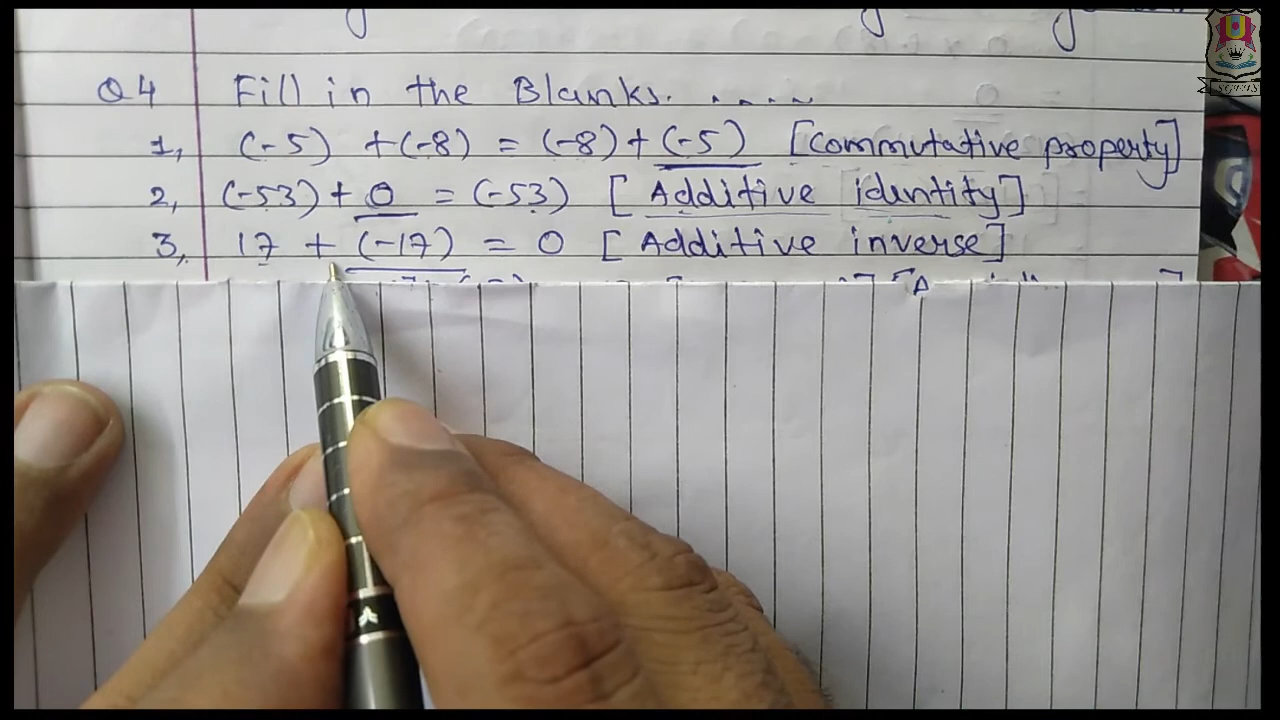 Q4 Fill in the Blanks. ....
1, (-5) +(-8) = (-8)+(-5) [Commutative property]
2, (-53)+ 0 = (-53) [Additive identity]
3, 17 + (-17) = 0 [Additive inverse]